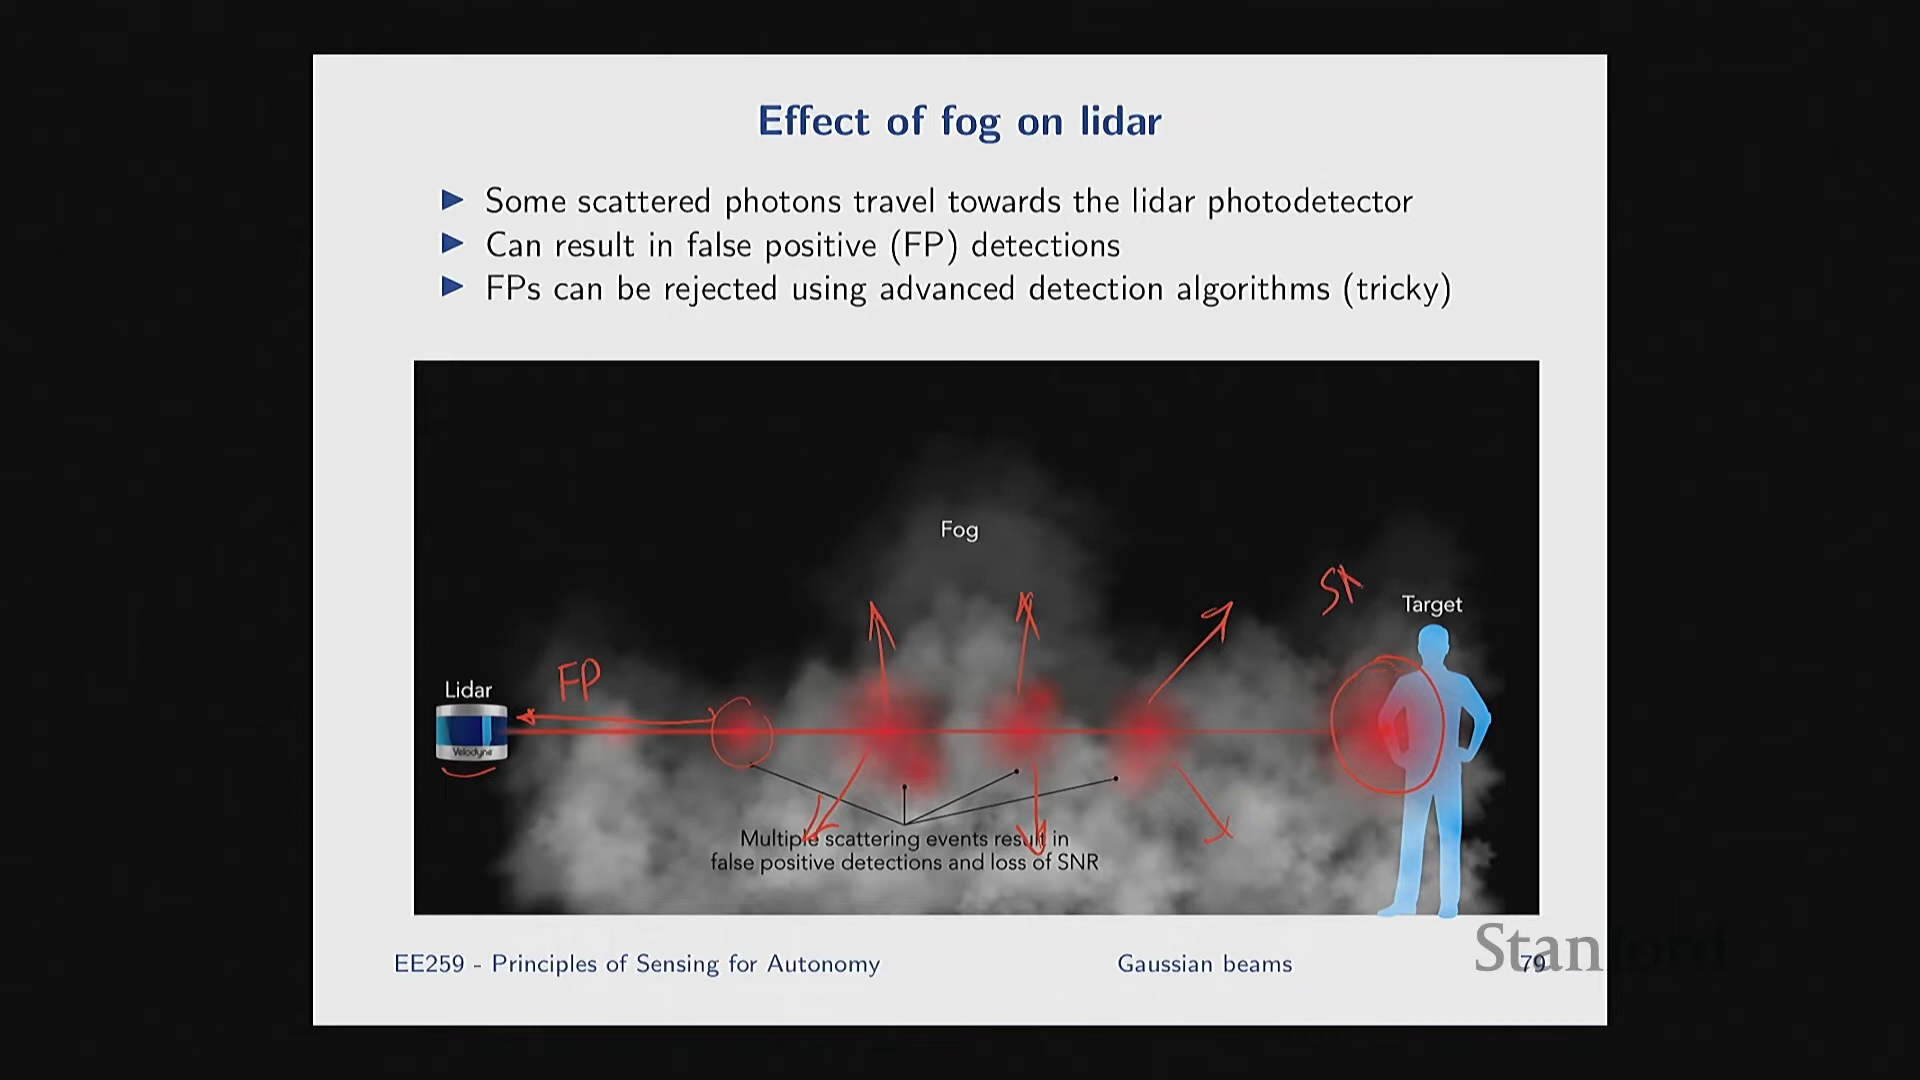 Effect of fog on lidar
Some scattered photons travel towards the lidar photodetector
Can result in false positive (FP) detections
FPs can be rejected using advanced detection algorithms (tricky)
Fog
Target
FP
Lidar
Velodyne
Multiple scattering events result in
false positive detections and loss of SNR
EE259 - Principles of Sensing for Autonomy
Gaussian beams
79
Stanford